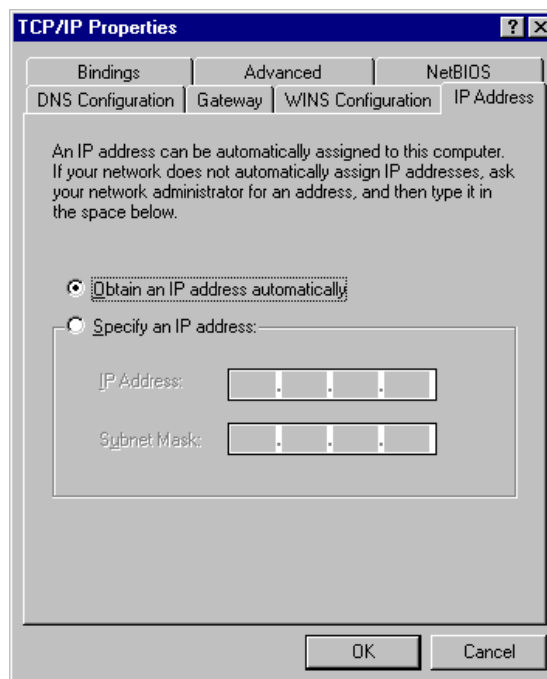 TCP/IP Properties
Bindings Advanced NetBIOS
DNS Configuration Gateway WINS Configuration IP Address
An IP address can be automatically assigned to this computer.
If your network does not automatically assign IP addresses, ask
your network administrator for an address, and then type it in
the space below.
Obtain an IP address automatically
Specify an IP address:
IP Address:
Subnet Mask:
OK Cancel